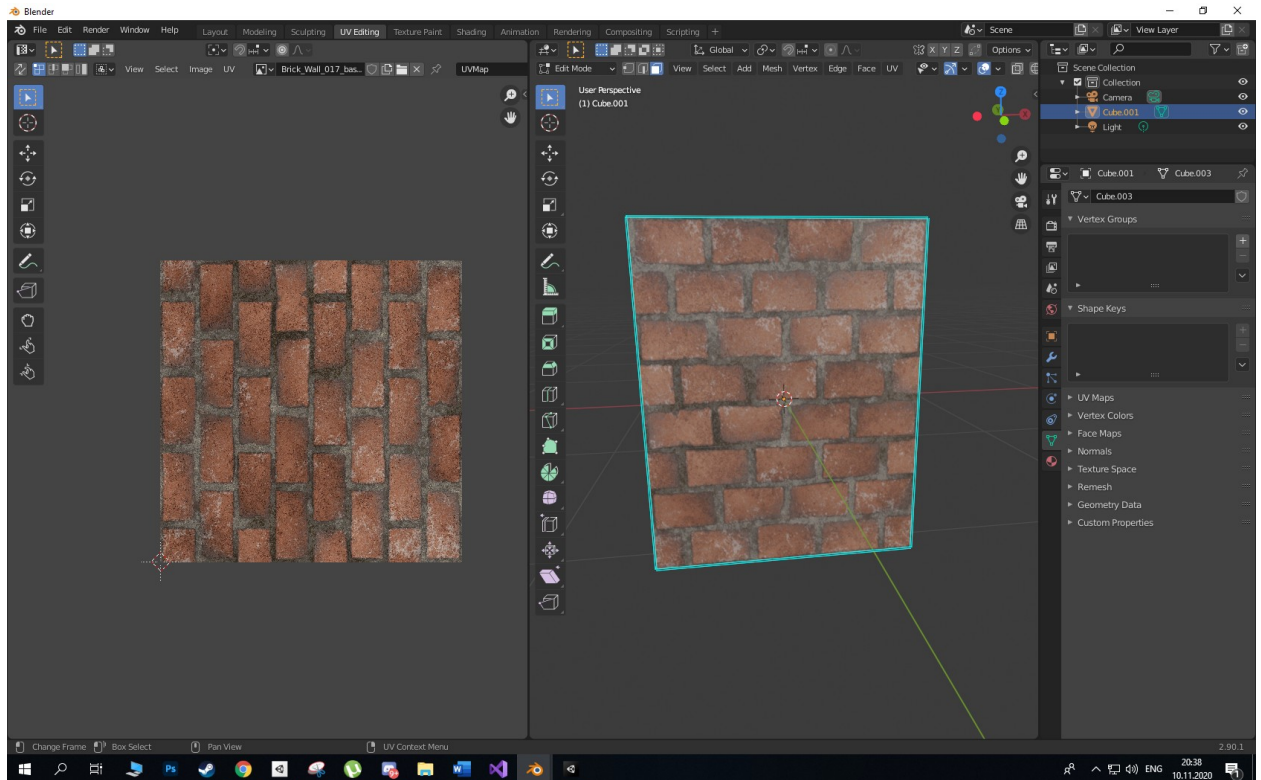 Blender
File Edit Render Window Help Layout Modeling Sculpting UV Editing Texture Paint Shading Animation Rendering Compositing Scripting + Scene View Layer
Global X Y Z Options
View Select Image UV Brick_Wall_017_bas... UVMap Edit Mode View Select Add Mesh Vertex Edge Face UV
User Perspective
(1) Cube.001
Z
X
Scene Collection
Collection
Camera
Cube.001
Light
Cube.001 Cube.003
Cube.003
Vertex Groups
Shape Keys
UV Maps
Vertex Colors
Face Maps
Normals
Texture Space
Remesh
Geometry Data
Custom Properties
Change Frame Box Select Pan View UV Context Menu 2.90.1
Ps W ENG 20:38
10.11.2020